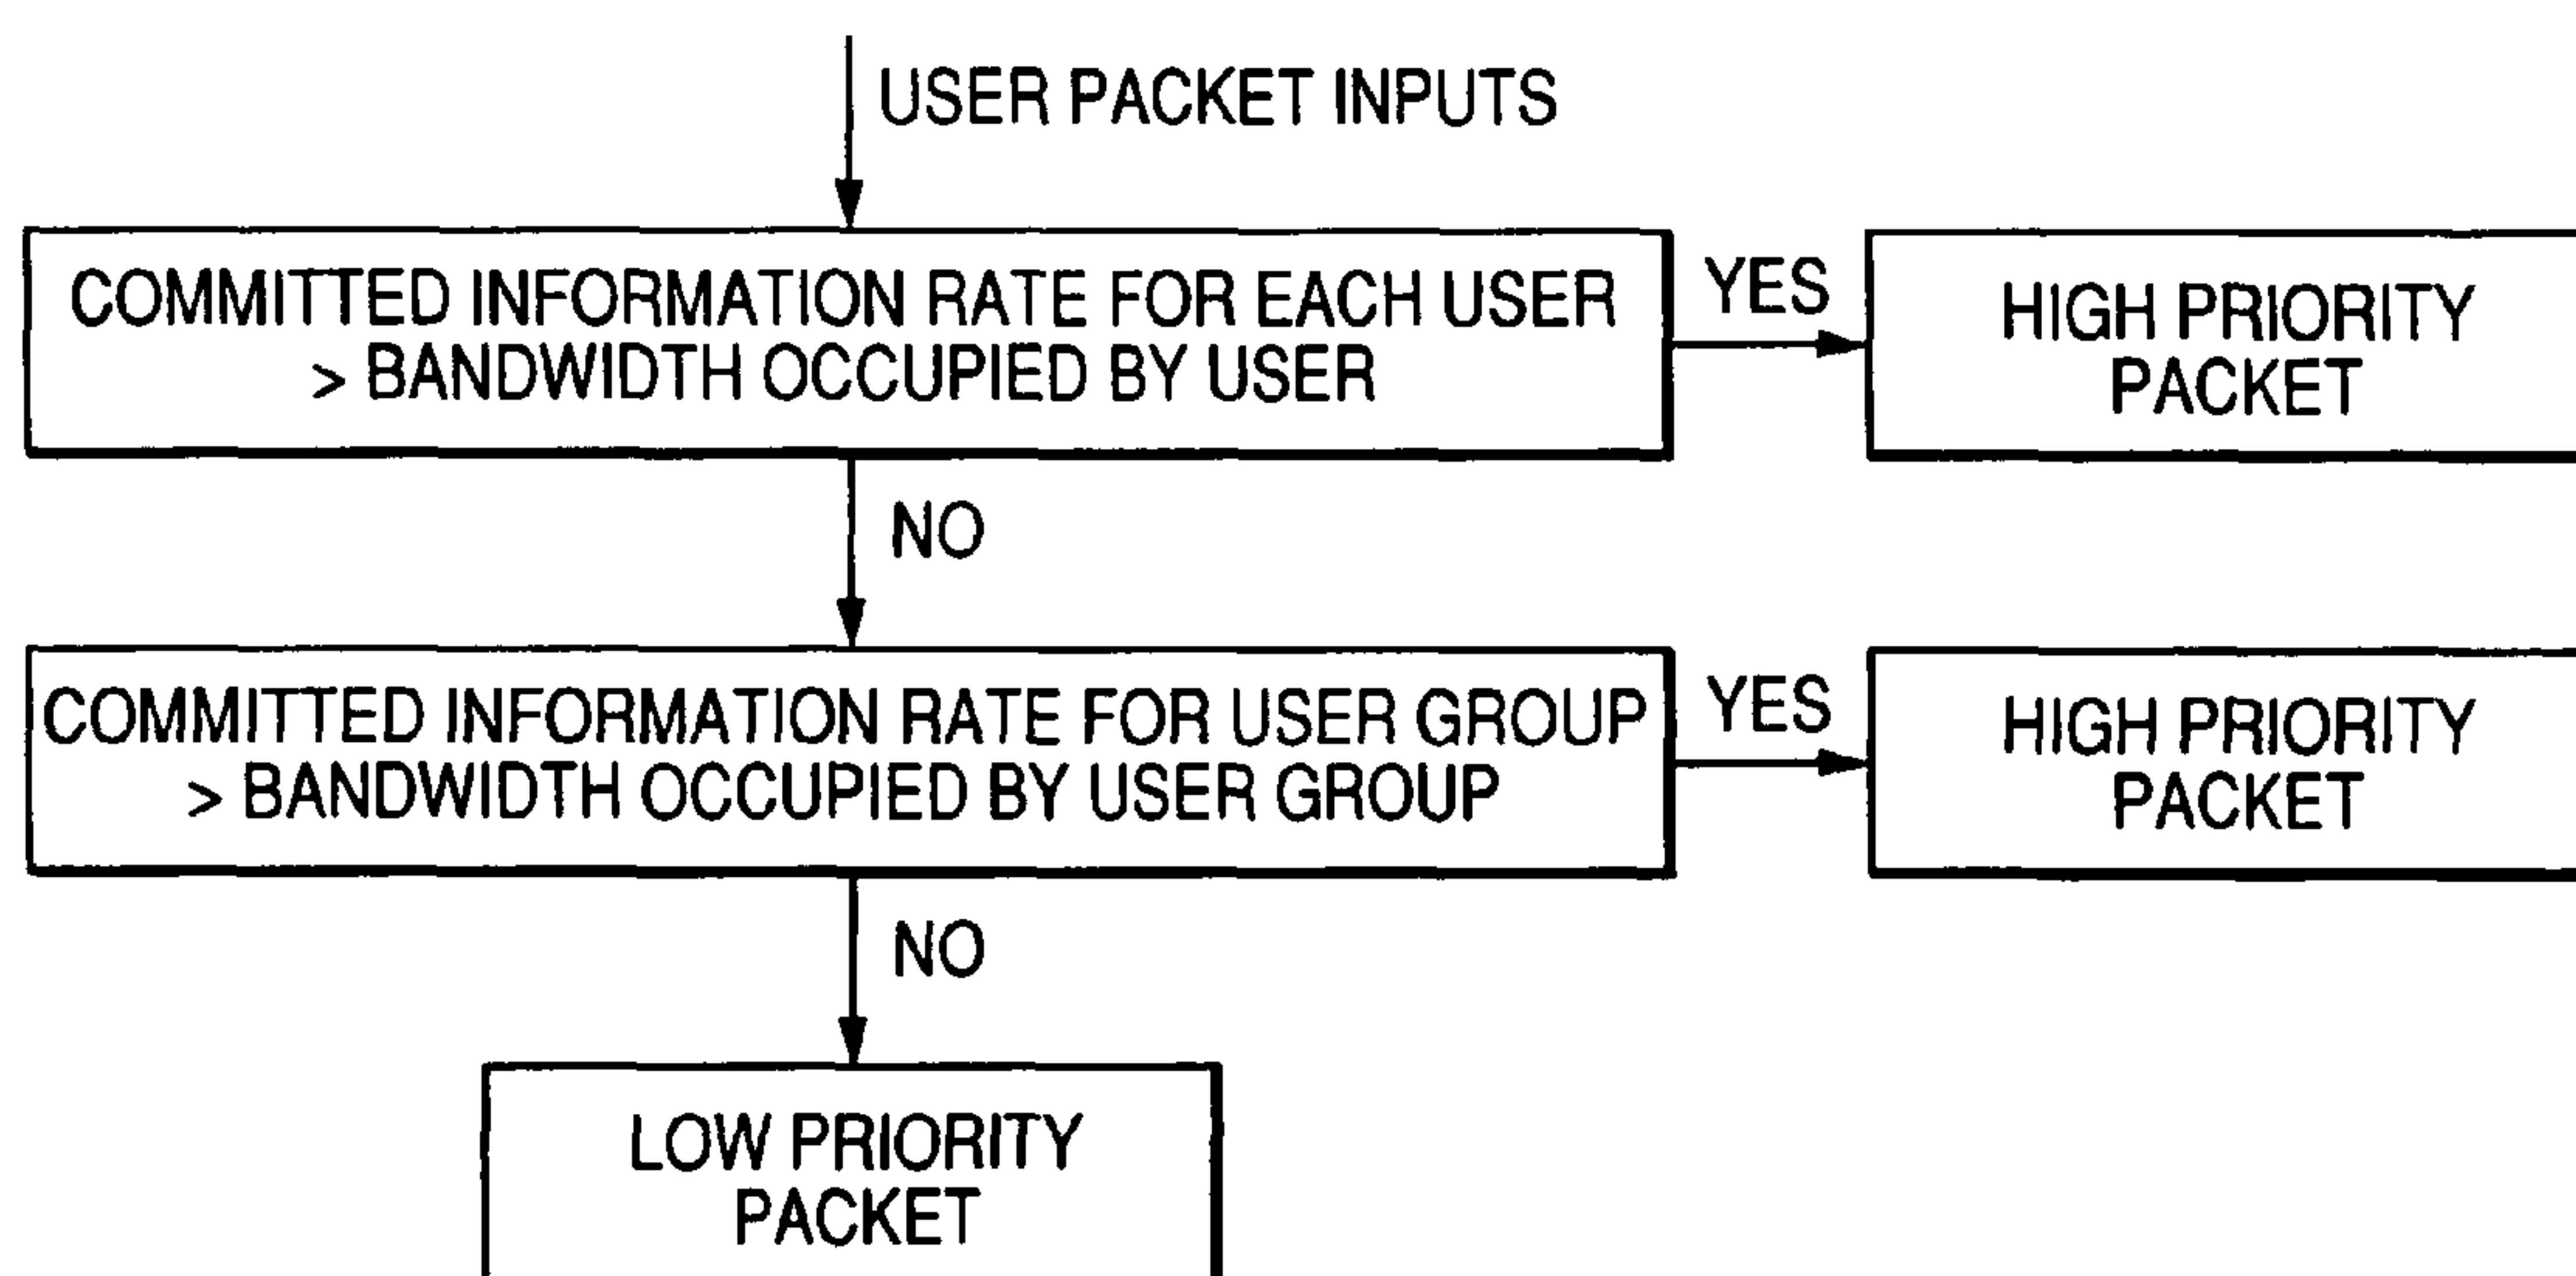 USER PACKET INPUTS
COMMITTED INFORMATION RATE FOR EACH USER
> BANDWIDTH OCCUPIED BY USER
YES
HIGH PRIORITY
PACKET
NO
COMMITTED INFORMATION RATE FOR USER GROUP
> BANDWIDTH OCCUPIED BY USER GROUP
YES
HIGH PRIORITY
PACKET
NO
LOW PRIORITY
PACKET